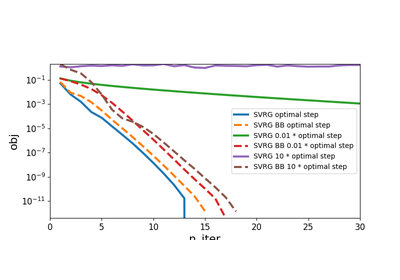 10⁻¹
10⁻³
10⁻⁵
10⁻⁷
10⁻⁹
10⁻¹¹
obj
SVRG optimal step
SVRG BB optimal step
SVRG 0.01 * optimal step
SVRG BB 0.01 * optimal step
SVRG 10 * optimal step
SVRG BB 10 * optimal step
0 5 10 15 20 25 30
n_iter